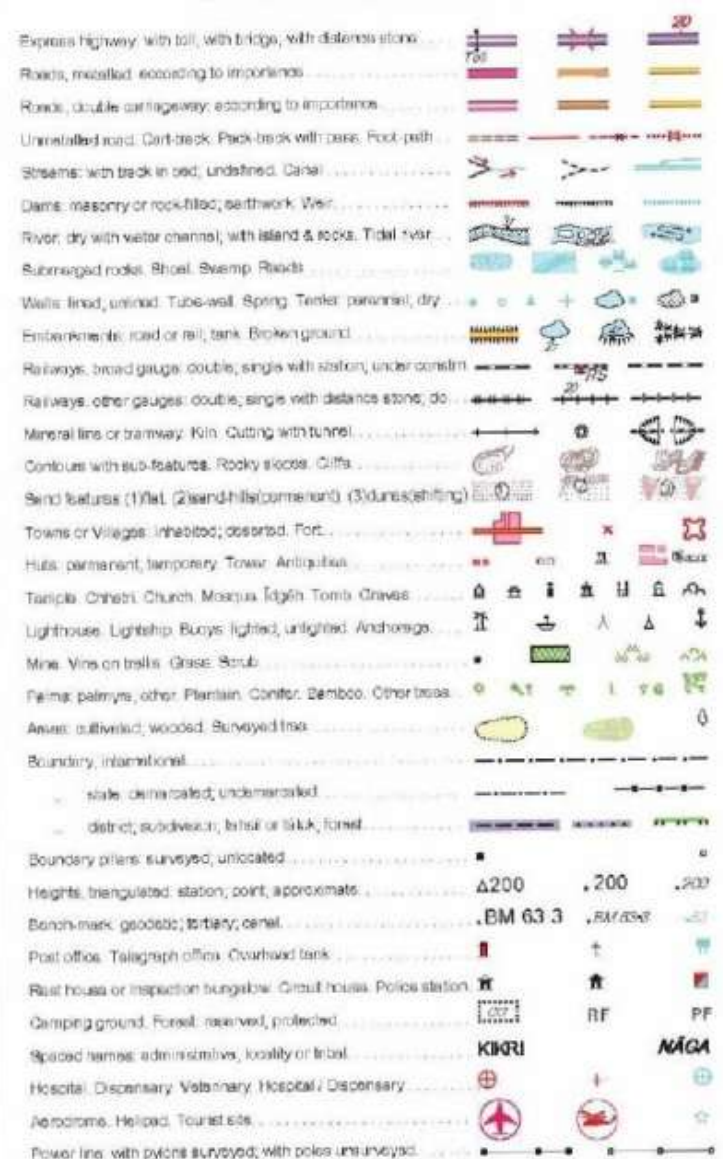 20
Express highway: with toll, with bridge, with distance stone
Toll
Roads, metalled: according to importance
Roads, double carriageway: according to importance
Unmetalled road. Cart-track. Pack-track with pass. Foot-path
Streams: with track in bed; undefined. Canal
Dams: masonry or rock-filled; earthwork. Weir
River: dry with water channel; with island & rocks. Tidal river
Submerged rocks. Shoal. Swamp. Reeds
Wells: lined, unlined. Tube-well. Spring. Tanks: perennial; dry
Embankments: road or rail; tank. Broken ground
Railways, broad gauge: double; single with station; under constrn
RS
20
Railways, other gauges: double; single with distance stone; do
Mineral line or tramway. Kiln. Cutting with tunnel
Contours with sub-features. Rocky slopes. Cliffs
Sand features: (1)flat. (2)sand-hills(permanent). (3)dunes(shifting)
Towns or Villages: inhabited; deserted. Fort
Huts: permanent; temporary. Tower. Antiquities
Temple. Chhatri. Church. Mosque. Īdgāh. Tomb. Graves
Lighthouse. Lightship. Buoys: lighted, unlighted. Anchorage
Mine. Vine on trellis. Grass. Scrub
Palms: palmyra, other. Plantain. Conifer. Bamboo. Other trees
Areas: cultivated; wooded. Surveyed tree
Boundary, international
„ state: demarcated; undemarcated
„ district; subdivision, tahsil or tāluk; forest
Boundary pillars: surveyed; unlocated
Heights, triangulated: station; point; approximate △200 .200 .200
Bench-mark: geodetic; tertiary; canal .BM 63·3 .BM 63·3
Post office. Telegraph office. Overhead tank
Rest house or Inspection bungalow. Circuit house. Police station
Camping ground. Forest: reserved; protected RF PF
Spaced names: administrative; locality or tribal KIKRI NĀGA
Hospital. Dispensary. Veterinary: Hospital / Dispensary
Aerodrome. Helipad. Tourist site
Power line: with pylons surveyed; with poles unsurveyed